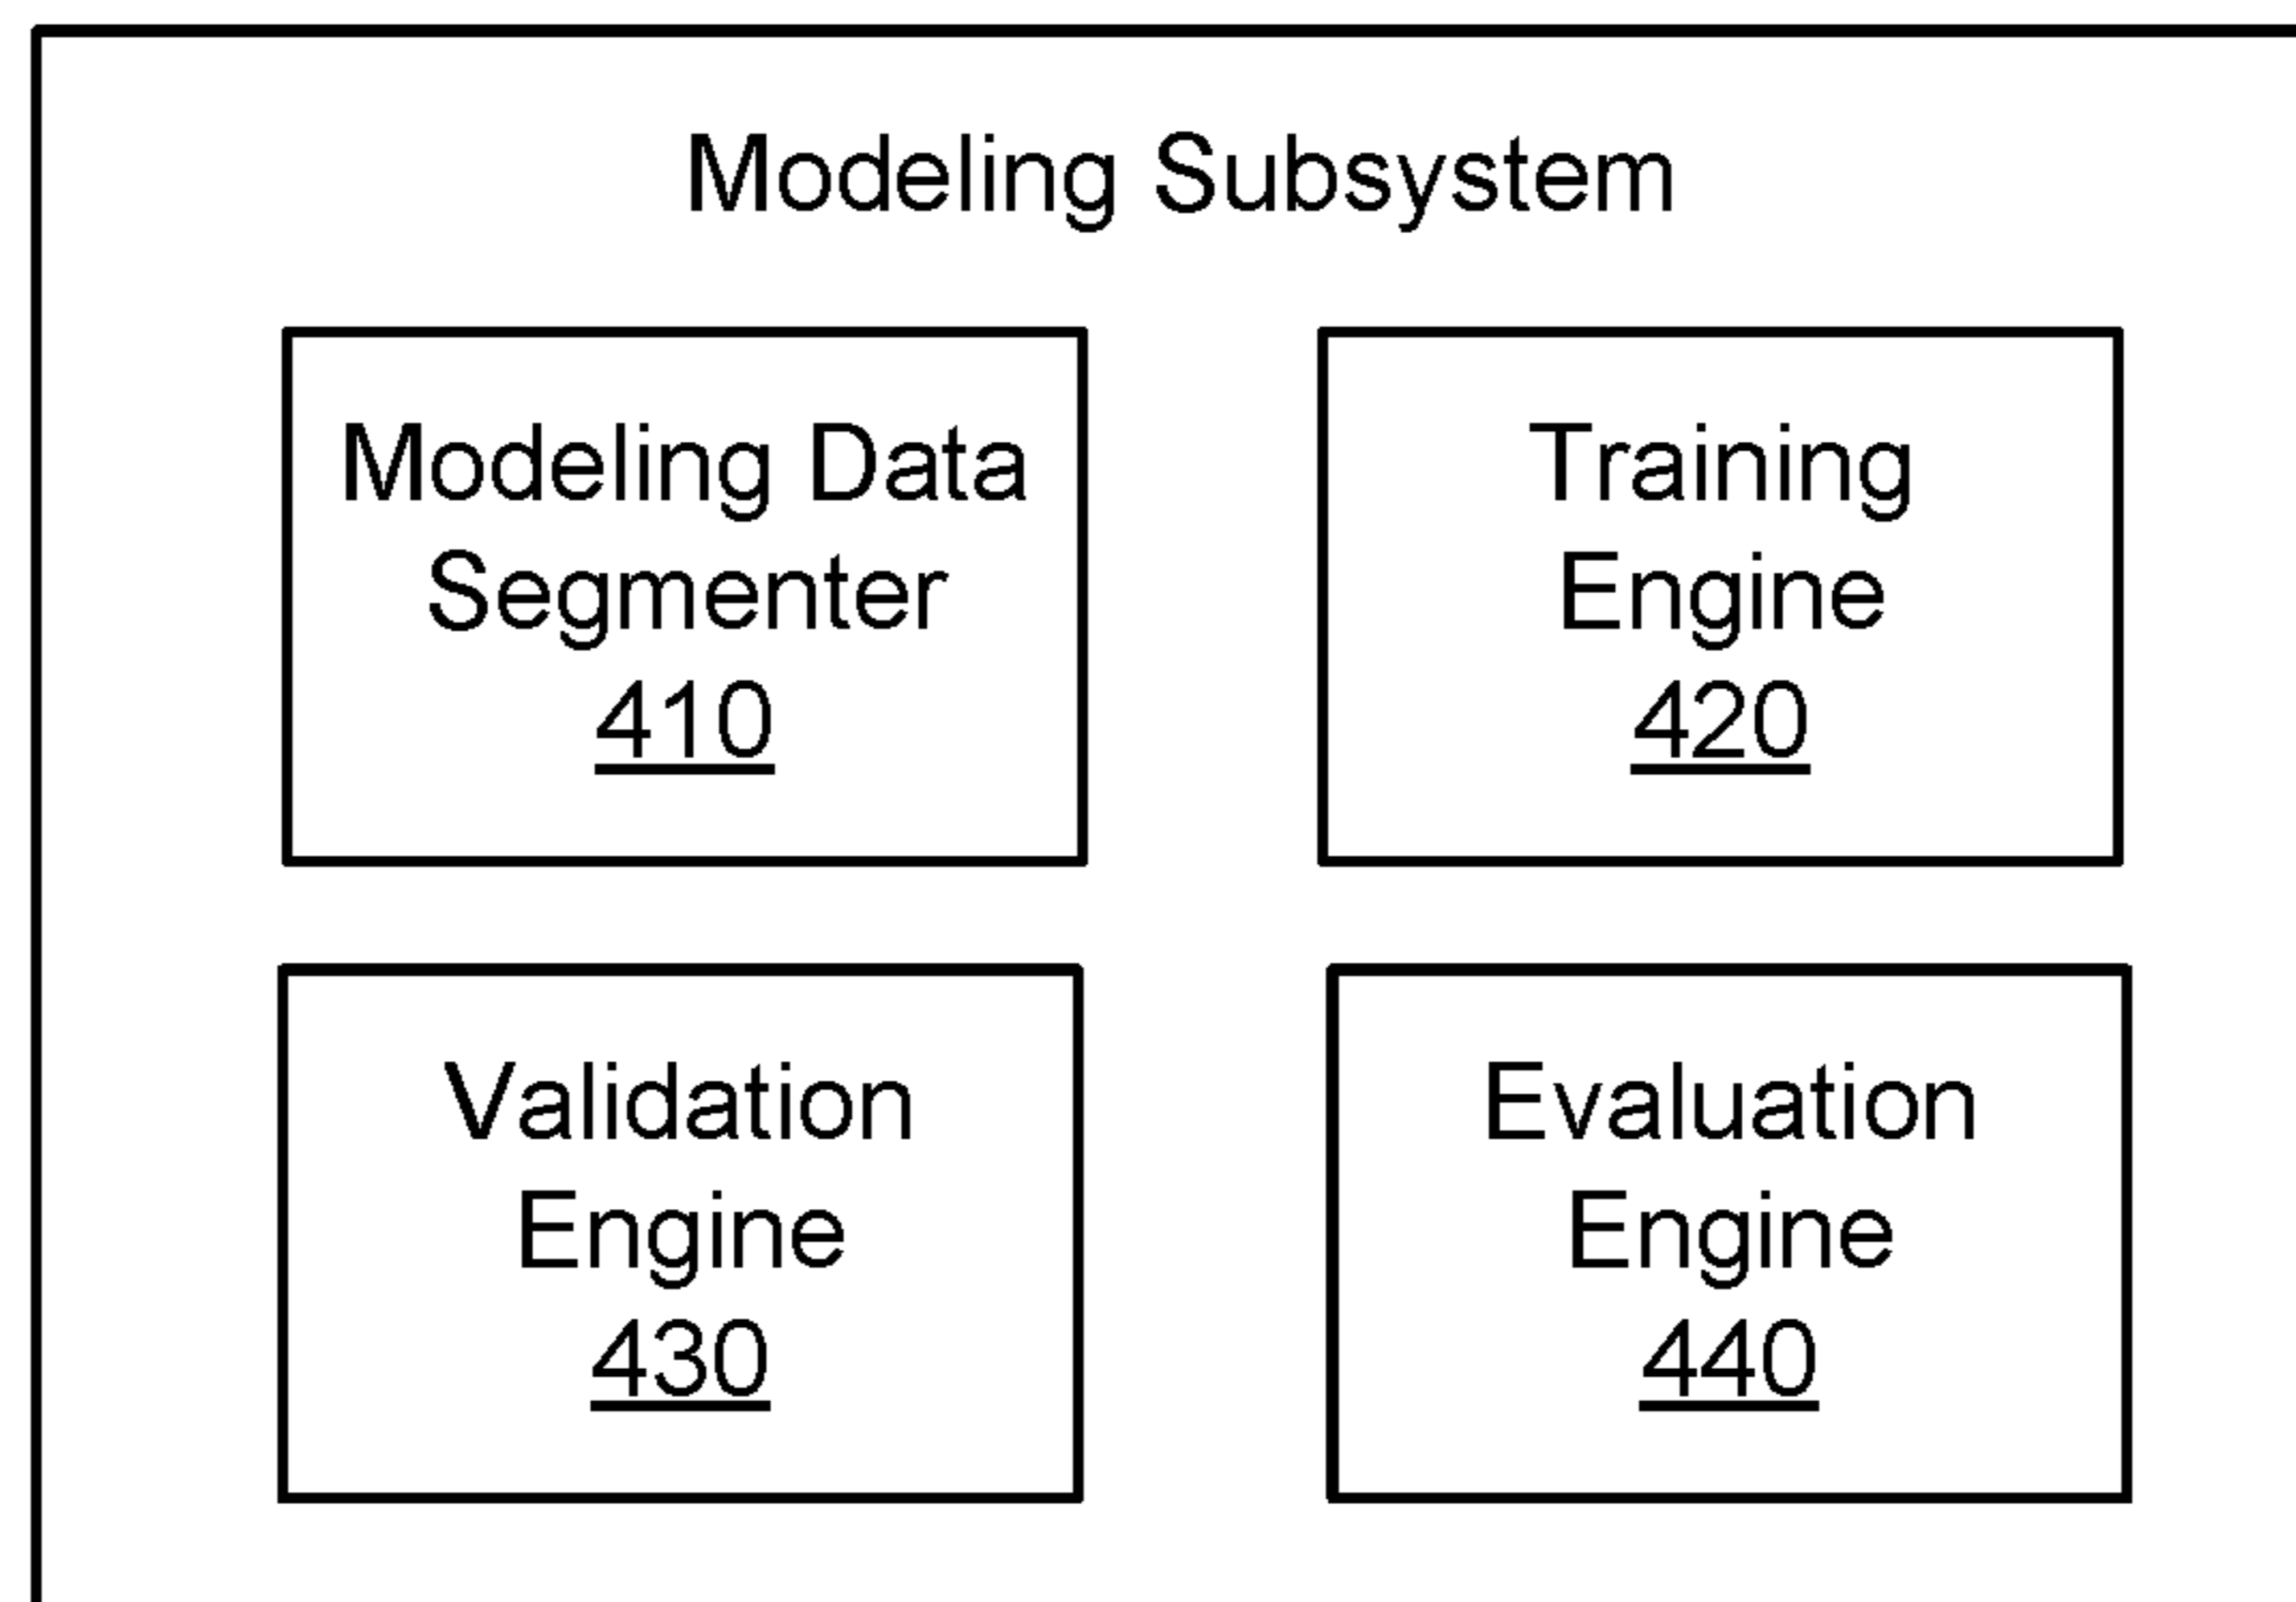 Modeling Subsystem
Modeling Data
Segmenter
410
Training
Engine
420
Validation
Engine
430
Evaluation
Engine
440